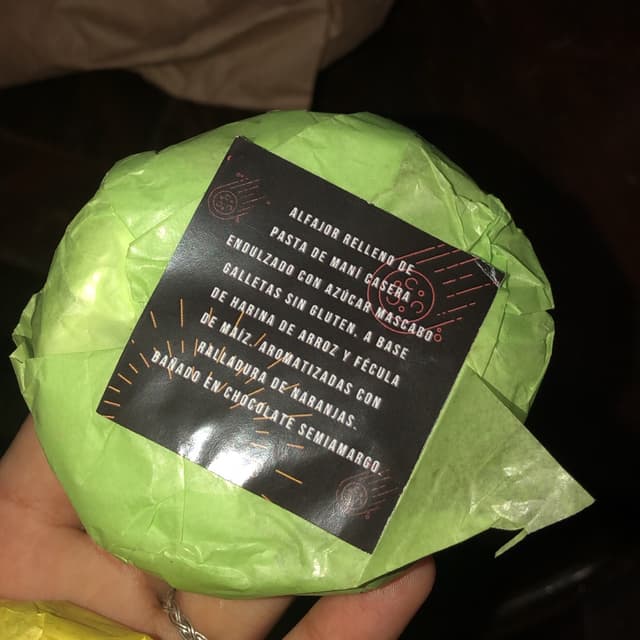 ALFAJOR RELLENO DE
PASTA DE MANÍ CASERA
ENDULZADO CON AZÚCAR MASCABO
GALLETAS SIN GLUTEN. A BASE
DE HARINA DE ARROZ Y FÉCULA
DE MAÍZ. AROMATIZADAS CON
RALLADURA DE NARANJAS.
BAÑADO EN CHOCOLATE SEMIAMARGO.